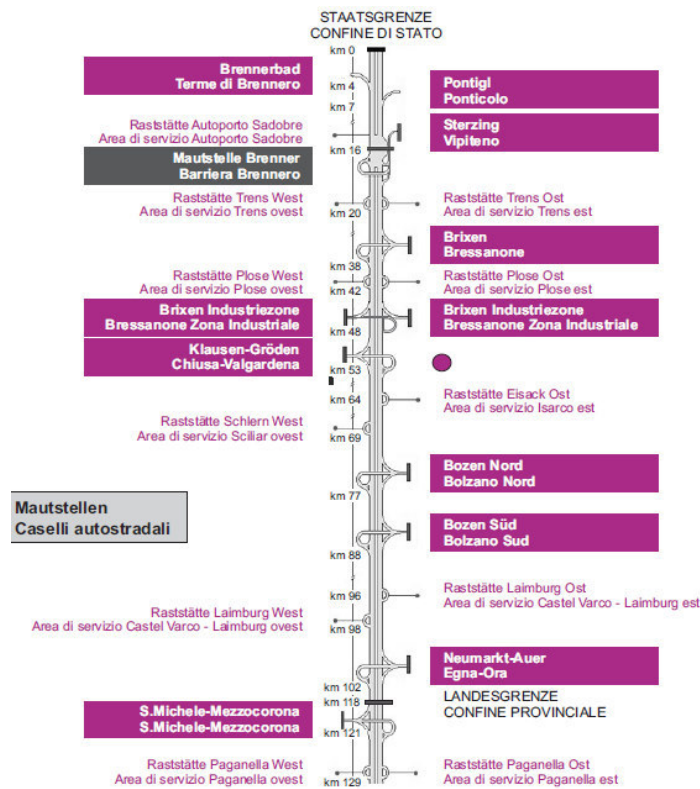 STAATSGRENZE
CONFINE DI STATO
km 0
Brennerbad
Terme di Brennero
km 4
Pontigl
Ponticolo
km 7
Raststätte Autoporto Sadobre
Area di servizio Autoporto Sadobre
Sterzing
Vipiteno
km 16
Mautstelle Brenner
Barriera Brennero
Raststätte Trens West
Area di servizio Trens ovest
km 20
Raststätte Trens Ost
Area di servizio Trens est
Brixen
Bressanone
km 38
Raststätte Plose West
Area di servizio Plose ovest
km 42
Raststätte Plose Ost
Area di servizio Plose est
Brixen Industriezone
Bressanone Zona Industriale
km 48
Brixen Industriezone
Bressanone Zona Industriale
Klausen-Gröden
Chiusa-Valgardena
km 53
km 64
Raststätte Eisack Ost
Area di servizio Isarco est
Raststätte Schlern West
Area di servizio Sciliar ovest
km 69
Bozen Nord
Bolzano Nord
km 77
Mautstellen
Caselli autostradali
Bozen Süd
Bolzano Sud
km 88
km 96
Raststätte Laimburg Ost
Area di servizio Castel Varco - Laimburg est
Raststätte Laimburg West
Area di servizio Castel Varco - Laimburg ovest
km 98
Neumarkt-Auer
Egna-Ora
km 102
LANDESGRENZE
CONFINE PROVINCIALE
km 118
S.Michele-Mezzocorona
S.Michele-Mezzocorona
km 121
Raststätte Paganella West
Area di servizio Paganella ovest
km 129
Raststätte Paganella Ost
Area di servizio Paganella est